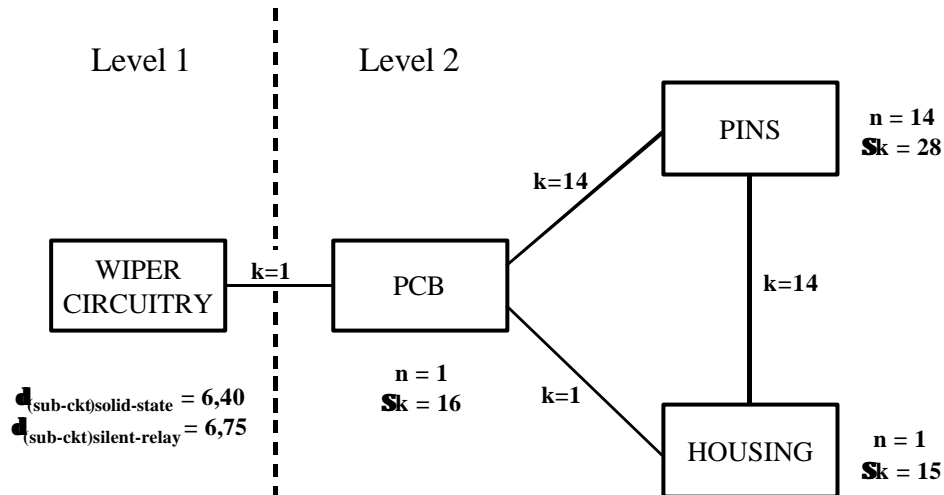 Level 1
Level 2
PINS
n = 14
Sk = 28
k=14
WIPER
CIRCUITRY
k=1
PCB
k=14
n = 1
Sk = 16
k=1
d(sub-ckt)solid-state = 6,40
d(sub-ckt)silent-relay = 6,75
HOUSING
n = 1
Sk = 15